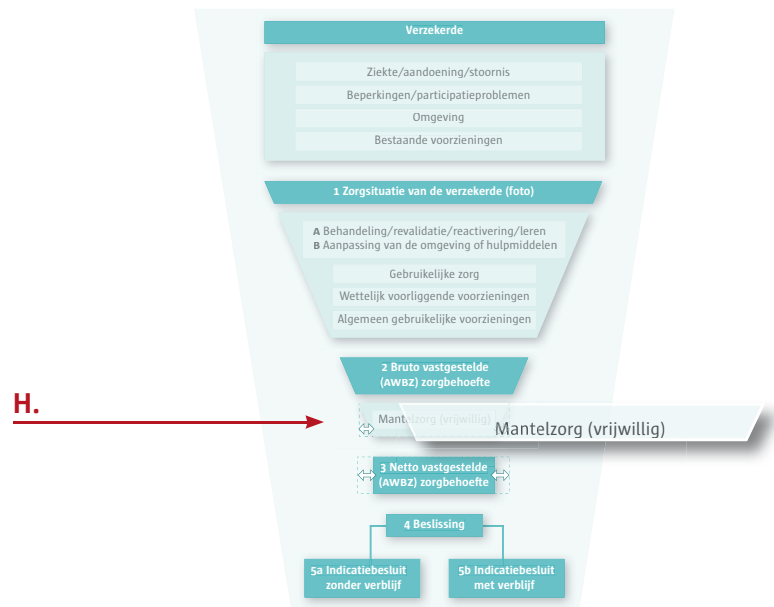 Verzekerde
Ziekte/aandoening/stoornis
Beperkingen/participatieproblemen
Omgeving
Bestaande voorzieningen
1 Zorgsituatie van de verzekerde (foto)
A Behandeling/revalidatie/reactivering/leren
B Aanpassing van de omgeving of hulpmiddelen
Gebruikelijke zorg
Wettelijk voorliggende voorzieningen
Algemeen gebruikelijke voorzieningen
2 Bruto vastgestelde
(AWBZ) zorgbehoefte
H.
Mantelzorg (vrijwillig)
Mantelzorg (vrijwillig)
3 Netto vastgestelde
(AWBZ) zorgbehoefte
4 Beslissing
5a Indicatiebesluit
zonder verblijf
5b Indicatiebesluit
met verblijf